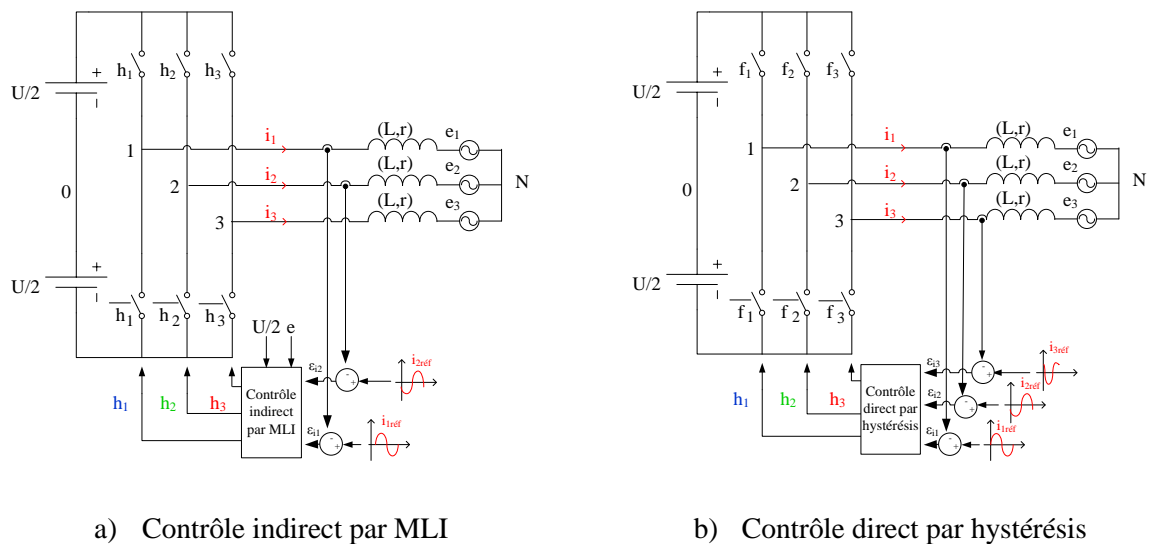 h1 h2 h3
+
U/2
–
(L,r) e1
i1
1
(L,r) e2
i2
0
2
N
(L,r) e3
i3
3
+
U/2
–
h1 h2 h3
U/2 e
εi2
- +
i2réf
h1 h2 h3
Contrôle
indirect
par MLI
εi1
- +
i1réf
a) Contrôle indirect par MLI
f1 f2 f3
+
U/2
–
(L,r) e1
i1
1
(L,r) e2
i2
0
2
N
(L,r) e3
i3
3
+
U/2
–
f1 f2 f3
εi3
- +
i3réf
h1 h2 h3
Contrôle
direct par
hystérésis
εi2
- +
i2réf
εi1
- +
i1réf
b) Contrôle direct par hystérésis